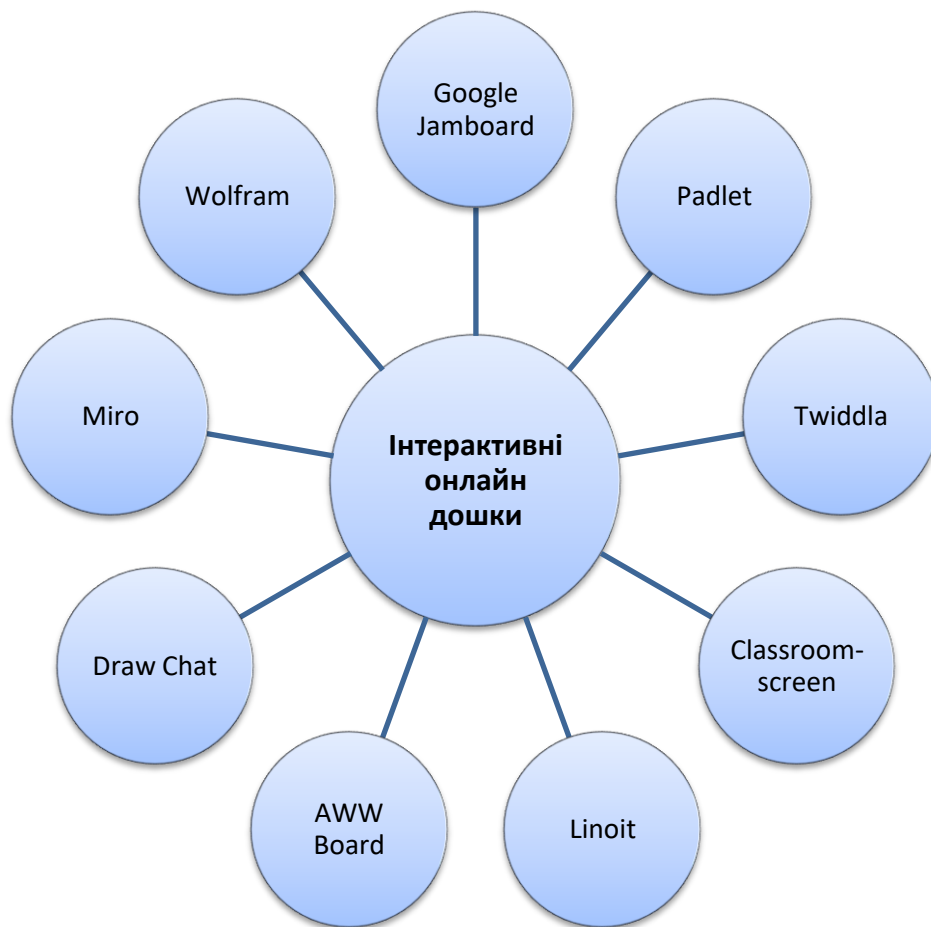 Google
Jamboard
Padlet
Twiddla
Classroom-
screen
Linoit
AWW
Board
Draw Chat
Miro
Wolfram
Інтерактивні
онлайн
дошки